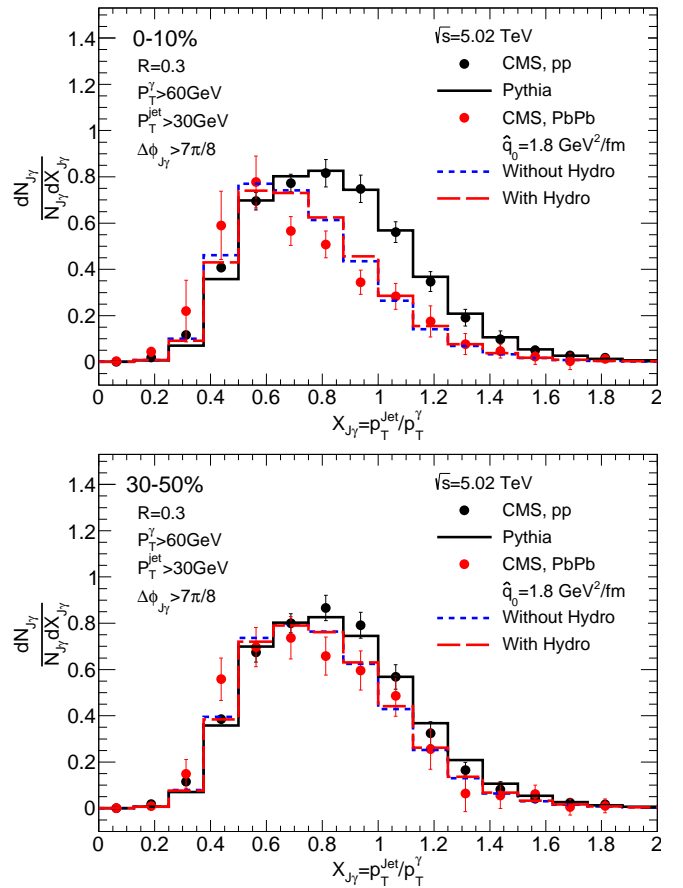 0-10%
R=0.3
P_T^γ>60GeV
P_T^jet>30GeV
Δϕ_Jγ>7π/8
√s=5.02 TeV
CMS, pp
Pythia
CMS, PbPb
q̂_0=1.8 GeV^2/fm
Without Hydro
With Hydro
dN_Jγ
N_Jγ dX_Jγ
1.4
1.2
1
0.8
0.6
0.4
0.2
0
0 0.2 0.4 0.6 0.8 1 1.2 1.4 1.6 1.8 2
X_Jγ=p_T^Jet/p_T^γ
30-50%
R=0.3
P_T^γ>60GeV
P_T^jet>30GeV
Δϕ_Jγ>7π/8
√s=5.02 TeV
CMS, pp
Pythia
CMS, PbPb
q̂_0=1.8 GeV^2/fm
Without Hydro
With Hydro
dN_Jγ
N_Jγ dX_Jγ
1.4
1.2
1
0.8
0.6
0.4
0.2
0
0 0.2 0.4 0.6 0.8 1 1.2 1.4 1.6 1.8 2
X_Jγ=p_T^Jet/p_T^γ